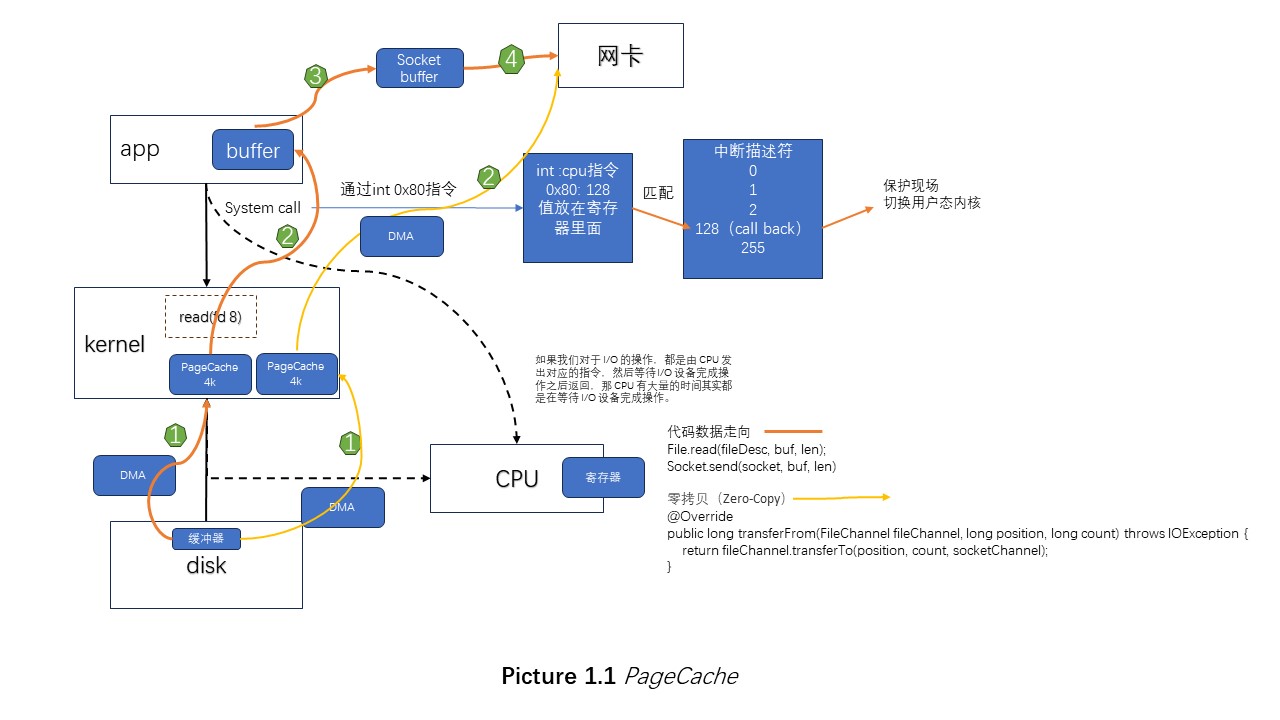 网卡
Socket
buffer
4
3
app
buffer
通过int 0x80指令
System call
2
2
DMA
int :cpu指令
0x80: 128
值放在寄存
器里面
匹配
中断描述符
0
1
2
128（call back）
255
保护现场
切换用户态内核
read(fd 8)
kernel
PageCache
4k
PageCache
4k
如果我们对于 I/O 的操作，都是由 CPU 发
出对应的指令，然后等待 I/O 设备完成操
作之后返回，那 CPU 有大量的时间其实都
是在等待 I/O 设备完成操作。
1
1
DMA
DMA
CPU
寄存器
缓冲器
disk
代码数据走向
File.read(fileDesc, buf, len);
Socket.send(socket, buf, len)
零拷贝（Zero-Copy）
@Override
public long transferFrom(FileChannel fileChannel, long position, long count) throws IOException {
return fileChannel.transferTo(position, count, socketChannel);
}
Picture 1.1 PageCache